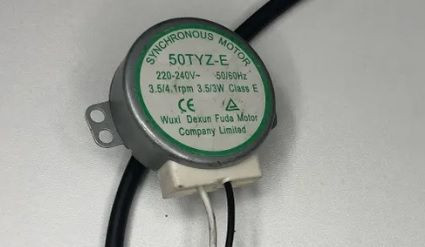 SYNCHRONOUS MOTOR
50TYZ-E
220-240V~ 50/60Hz
3.5/4.1rpm 3.5/3W Class E
CE
Wuxi Dexun Fuda Motor
Company Limited